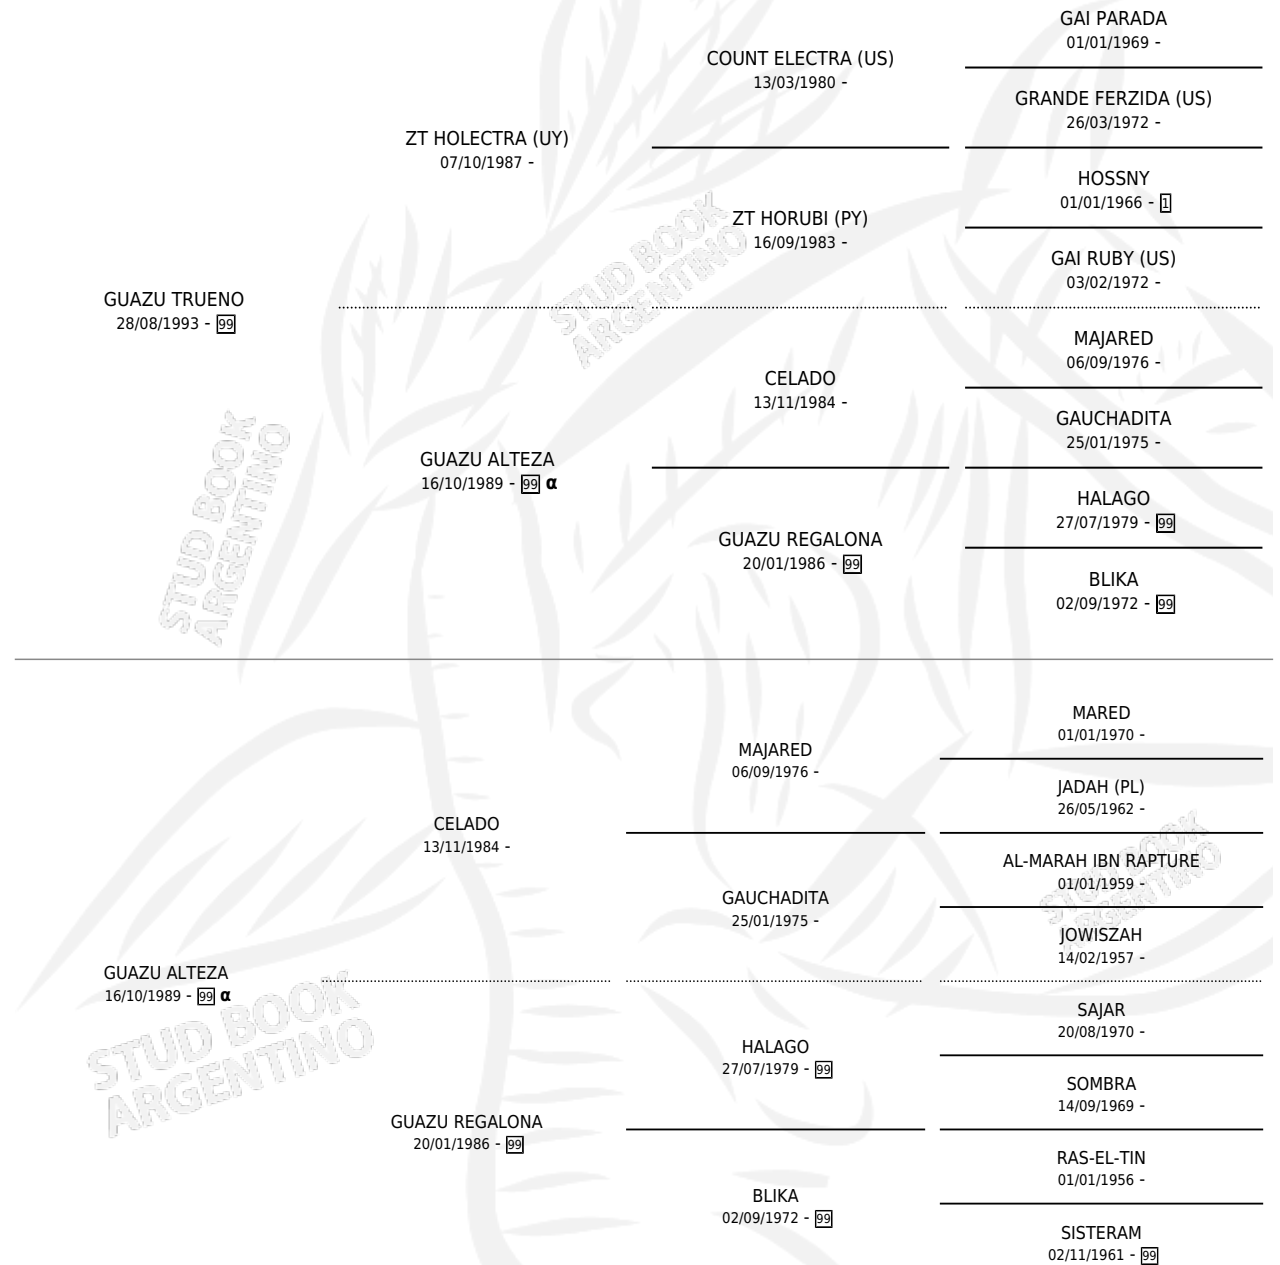 GAI PARADA
01/01/1969 -
COUNT ELECTRA (US)
13/03/1980 -
GRANDE FERZIDA (US)
26/03/1972 -
ZT HOLECTRA (UY)
07/10/1987 -
HOSSNY
01/01/1966 - 1
ZT HORUBI (PY)
16/09/1983 -
GAI RUBY (US)
03/02/1972 -
GUAZU TRUENO
28/08/1993 - 99
STUD BOOK
ARGENTINO
MAJARED
06/09/1976 -
CELADO
13/11/1984 -
GAUCHADITA
25/01/1975 -
GUAZU ALTEZA
16/10/1989 - 99 α
HALAGO
27/07/1979 - 99
GUAZU REGALONA
20/01/1986 - 99
BLIKA
02/09/1972 - 99
STUD BOOK
ARGENTINO
MARED
01/01/1970 -
MAJARED
06/09/1976 -
JADAH (PL)
26/05/1962 -
CELADO
13/11/1984 -
AL-MARAH IBN RAPTURE
01/01/1959 -
GAUCHADITA
25/01/1975 -
JOWISZAH
14/02/1957 -
STUD BOOK
ARGENTINO
GUAZU ALTEZA
16/10/1989 - 99 α
SAJAR
20/08/1970 -
HALAGO
27/07/1979 - 99
SOMBRA
14/09/1969 -
STUD BOOK
ARGENTINO
GUAZU REGALONA
20/01/1986 - 99
RAS-EL-TIN
01/01/1956 -
BLIKA
02/09/1972 - 99
SISTERAM
02/11/1961 - 99